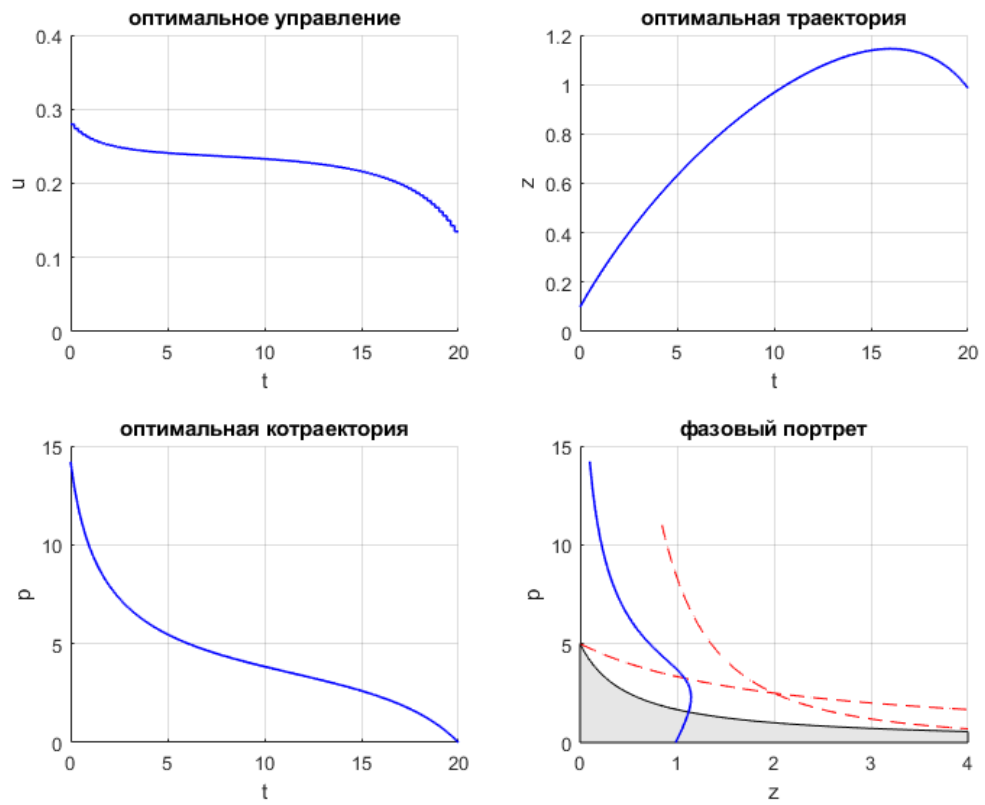 оптимальное управление
0.4
0.3
0.2
0.1
0
u
0 5 10 15 20
t
оптимальная траектория
1.2
1
0.8
0.6
0.4
0.2
0
z
0 5 10 15 20
t
оптимальная котраектория
15
10
5
0
p
0 5 10 15 20
t
фазовый портрет
15
10
5
0
p
0 1 2 3 4
z